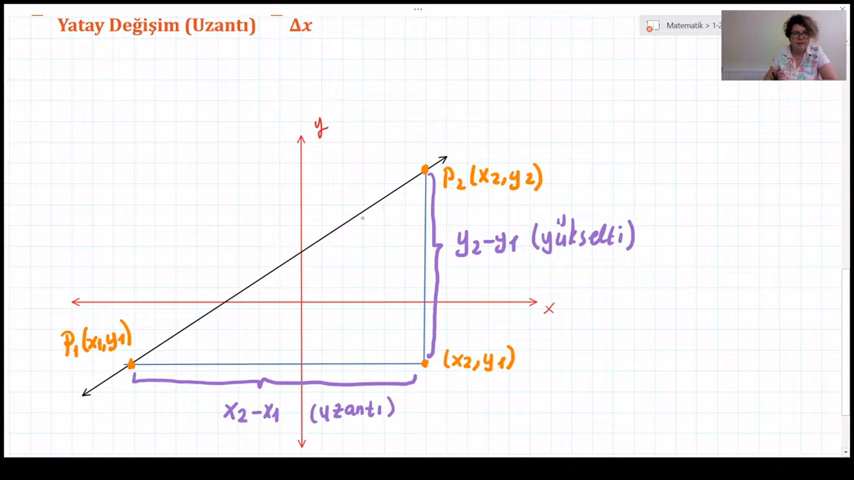 Yatay Değişim (Uzantı) Δx
Matematik > 1-2
y
P2 (x2,y2)
y2-y1 (yükselti)
x
P1(x1,y1)
(x2,y1)
x2-x1 (uzantı)